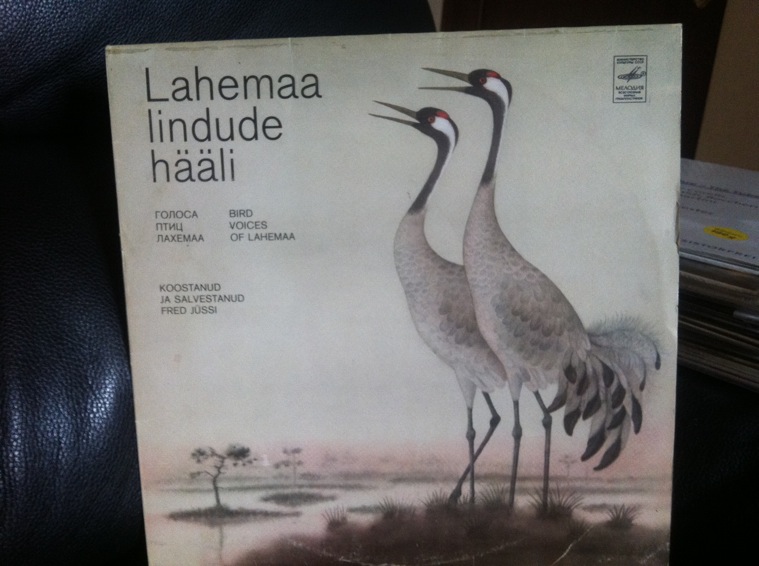 Lahemaa
lindude
hääli
ГОЛОСА
ПТИЦ
ЛАХЕМАА
BIRD
VOICES
OF LAHEMAA
KOOSTANUD
JA SALVESTANUD
FRED JÜSSI
МЕЛОДИЯ